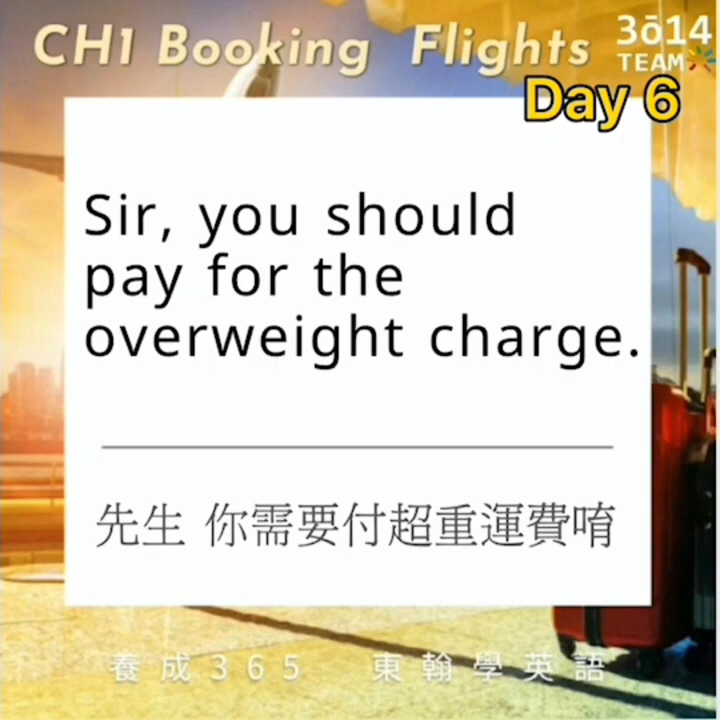 CH1 Booking Flights
3ō14
TEAM
Day 6
Sir, you should
pay for the
overweight charge.
先生 你需要付超重運費唷
養成365 東翰學英語